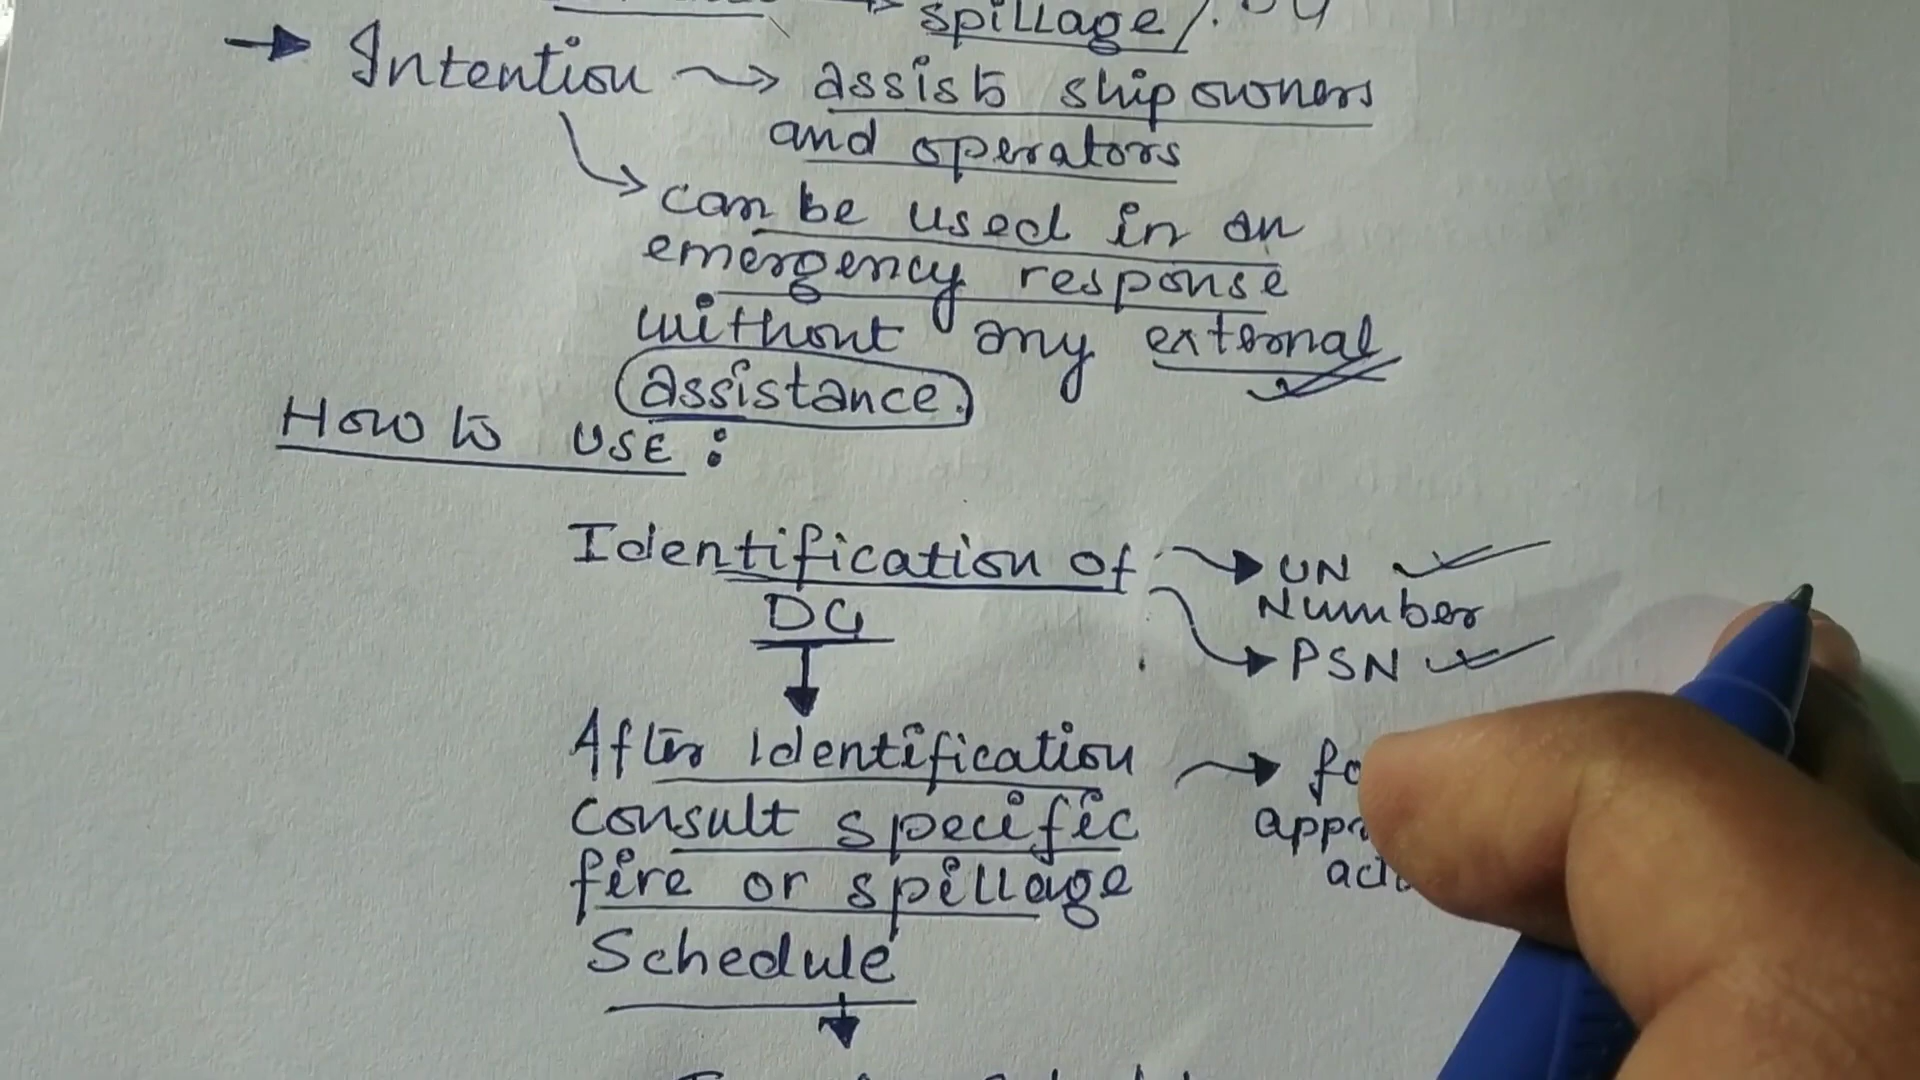 spillage
→ Intention → assist ship owners
and operators
can be used in an
emergency response
without any external
assistance.
How to USE:
Identification of → UN
DG
Number
→ PSN
After Identification →
consult specific
fire or spillage
Schedule